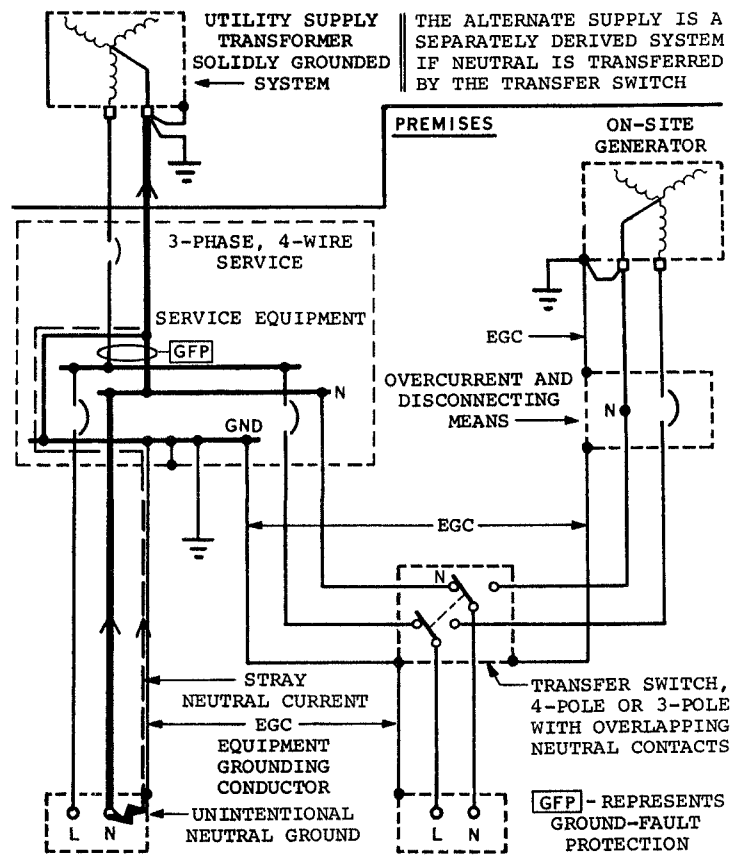 UTILITY SUPPLY
TRANSFORMER
SOLIDLY GROUNDED
SYSTEM
THE ALTERNATE SUPPLY IS A
SEPARATELY DERIVED SYSTEM
IF NEUTRAL IS TRANSFERRED
BY THE TRANSFER SWITCH
PREMISES
ON-SITE
GENERATOR
3-PHASE, 4-WIRE
SERVICE
SERVICE EQUIPMENT
GFP
EGC
OVERCURRENT AND
DISCONNECTING
MEANS
N
N
GND
EGC
N
STRAY
NEUTRAL CURRENT
EGC
EQUIPMENT
GROUNDING
CONDUCTOR
TRANSFER SWITCH,
4-POLE OR 3-POLE
WITH OVERLAPPING
NEUTRAL CONTACTS
UNINTENTIONAL
NEUTRAL GROUND
L N
L N
GFP - REPRESENTS
GROUND-FAULT
PROTECTION